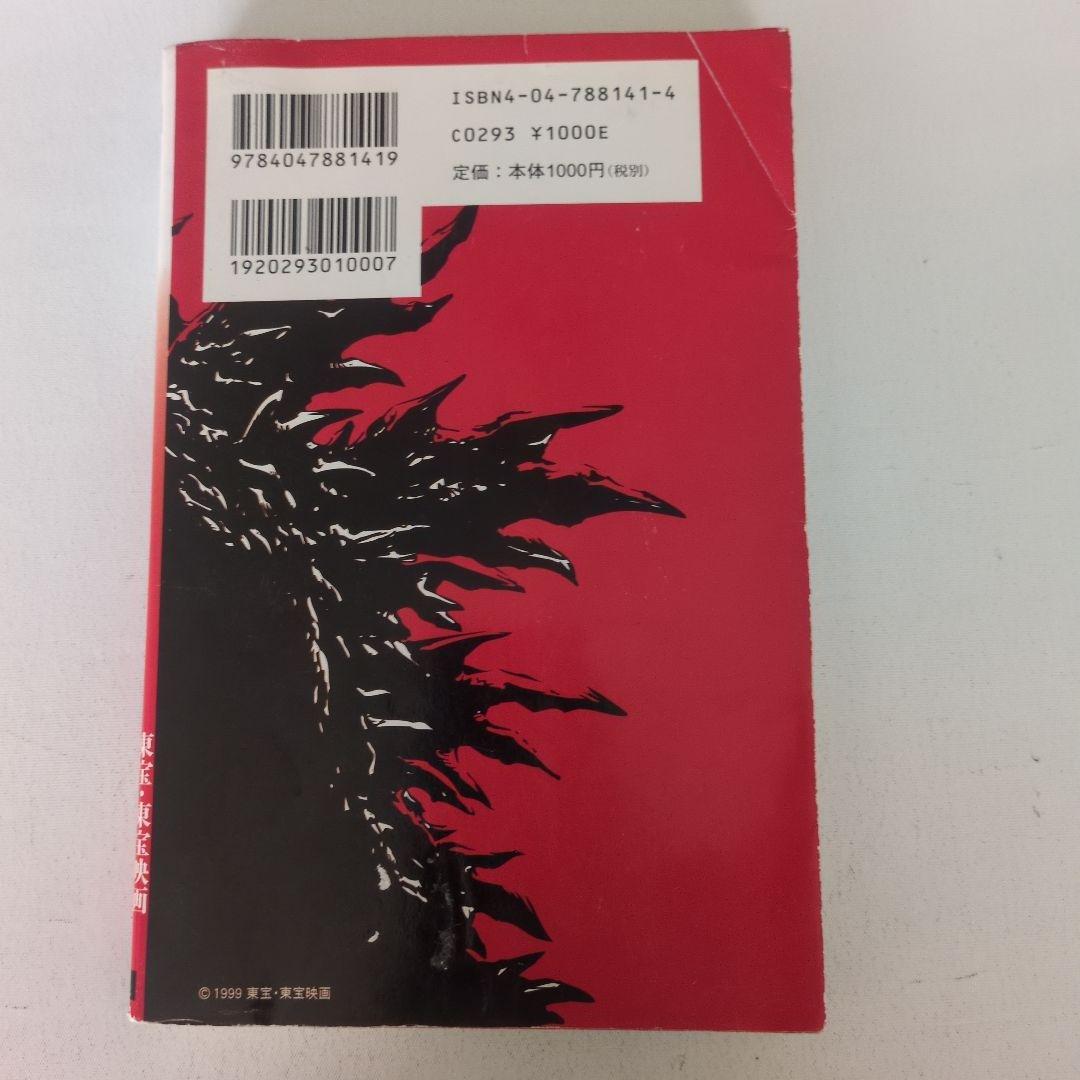 9784047881419
1920293010007
ISBN4-04-788141-4
C0293 ¥1000E
定価：本体1000円（税別）
東宝・東宝映画
© 1999 東宝・東宝映画